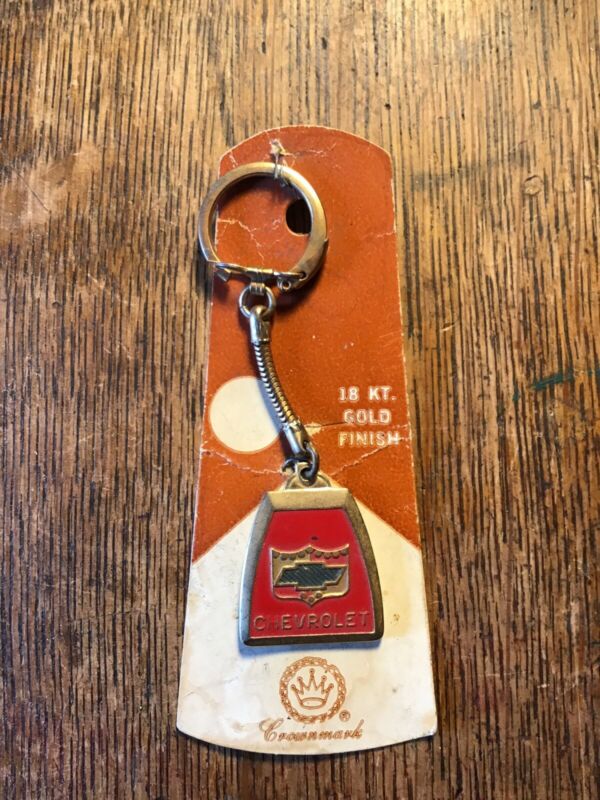 18 KT.
GOLD
FINISH
CHEVROLET
®
Crownmark